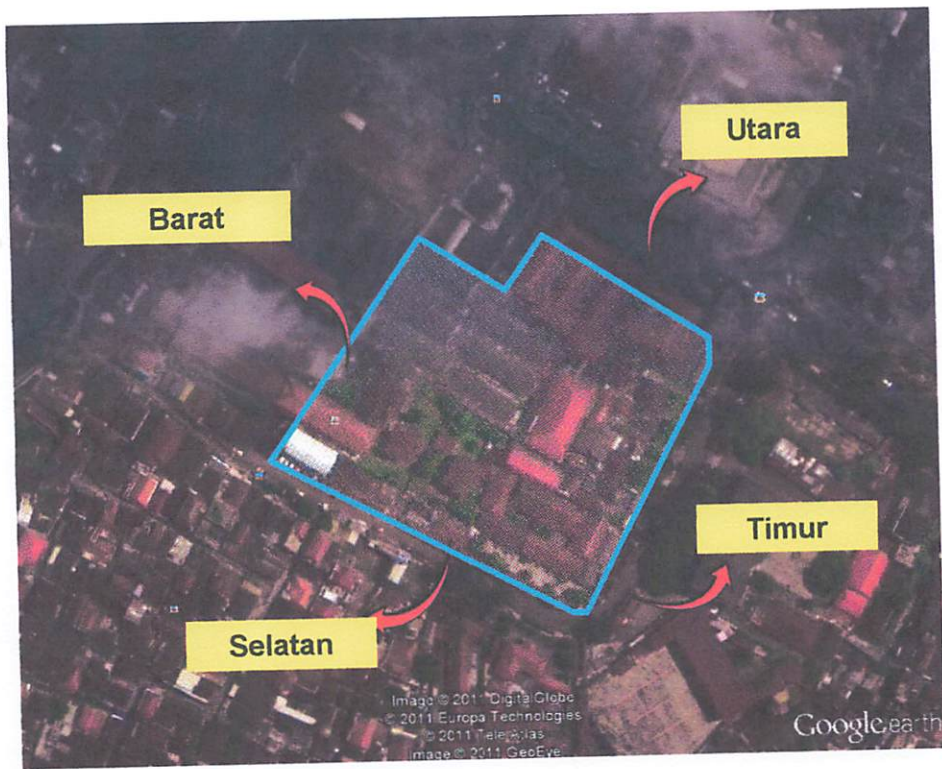 Utara
Barat
Timur
Selatan
Image © 2011 DigitalGlobe
© 2011 Europa Technologies
© 2011 Tele Atlas
Image © 2011 GeoEye
Google earth